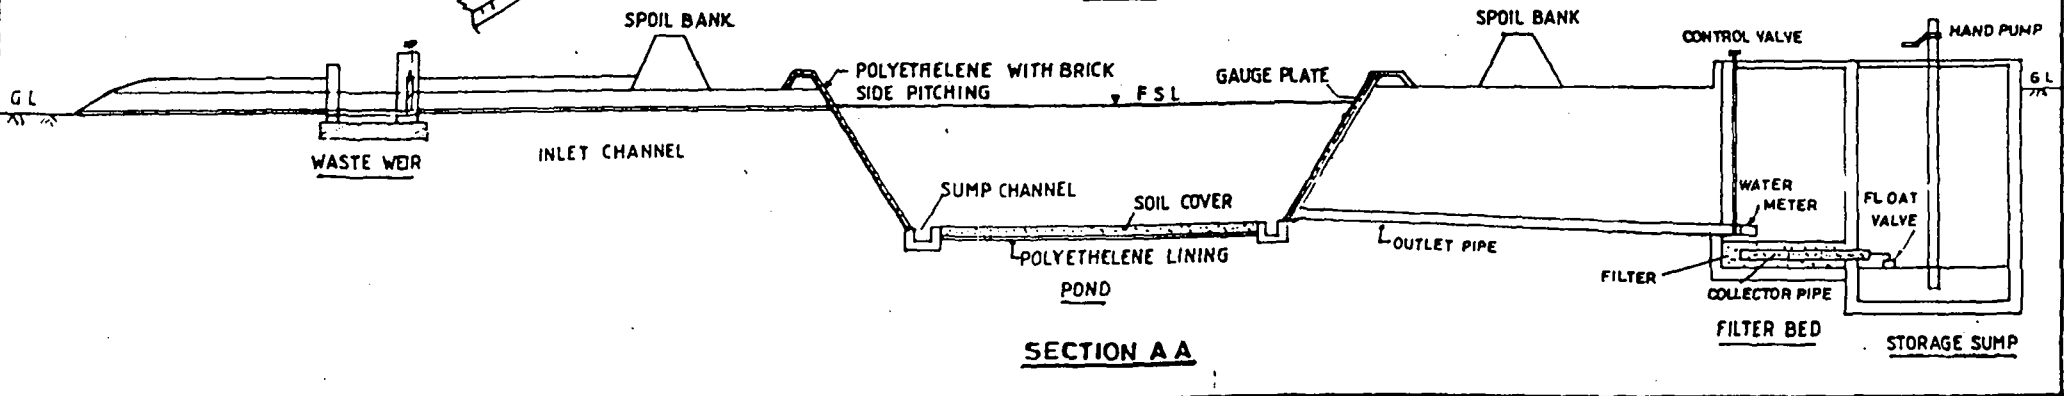 SPOIL BANK
SPOIL BANK
CONTROL VALVE
HAND PUMP
POLYETHELENE WITH BRICK
SIDE PITCHING
GAUGE PLATE
F S L
G L
G L
WASTE WEIR
INLET CHANNEL
SUMP CHANNEL
SOIL COVER
WATER
METER
FLOAT
VALVE
OUTLET PIPE
POLYETHELENE LINING
FILTER
COLLECTOR PIPE
POND
FILTER BED
STORAGE SUMP
SECTION A A